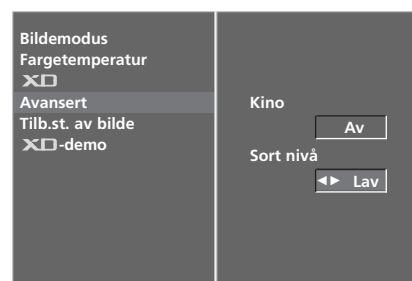 Bildemodus
Fargetemperatur
XD
Avansert
Tilb.st. av bilde
XD-demo
Kino
Av
Sort nivå
◄► Lav